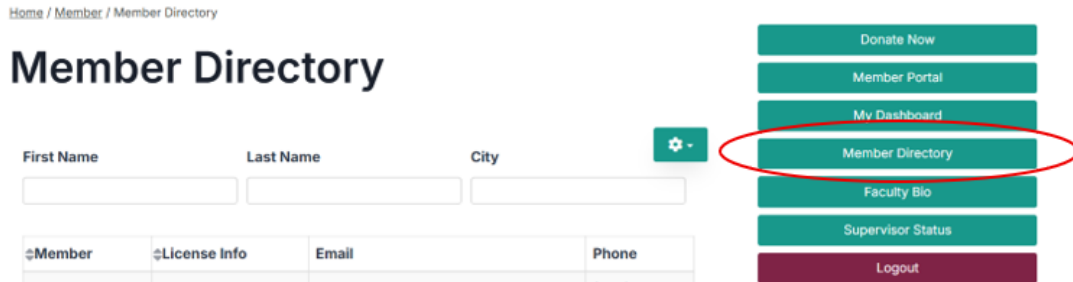 Home / Member / Member Directory
Member Directory
First Name
Last Name
City
Member
License Info
Email
Phone
Donate Now
Member Portal
My Dashboard
Member Directory
Faculty Bio
Supervisor Status
Logout